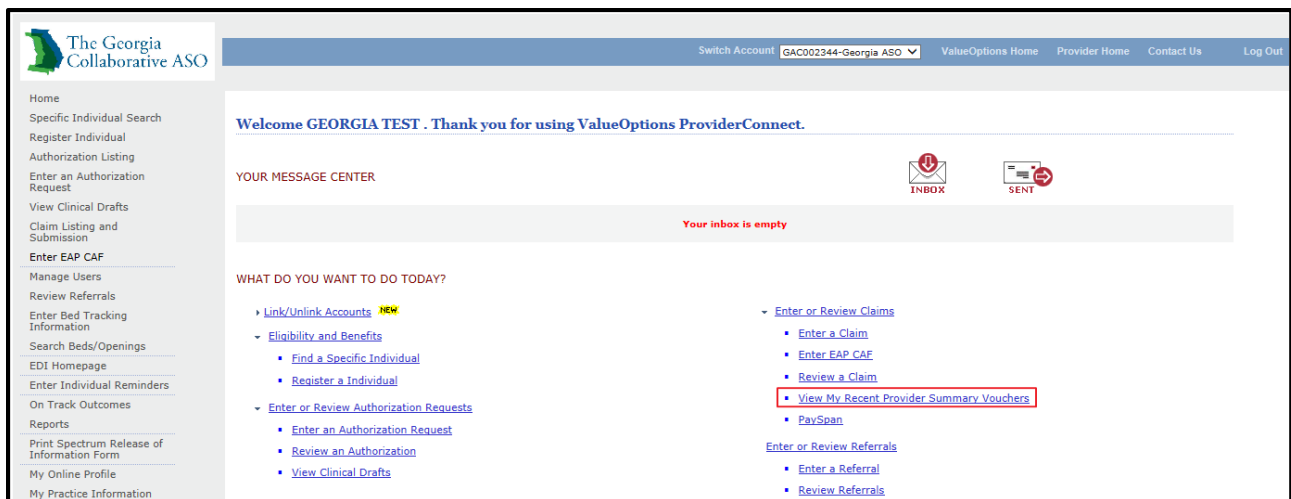 The Georgia
Collaborative ASO
Switch Account GAC002344-Georgia ASO ValueOptions Home Provider Home Contact Us Log Out
Home
Specific Individual Search
Register Individual
Authorization Listing
Enter an Authorization
Request
View Clinical Drafts
Claim Listing and
Submission
Enter EAP CAF
Manage Users
Review Referrals
Enter Bed Tracking
Information
Search Beds/Openings
EDI Homepage
Enter Individual Reminders
On Track Outcomes
Reports
Print Spectrum Release of
Information Form
My Online Profile
My Practice Information
Welcome GEORGIA TEST . Thank you for using ValueOptions ProviderConnect.
YOUR MESSAGE CENTER
INBOX
SENT
Your inbox is empty
WHAT DO YOU WANT TO DO TODAY?
Link/Unlink Accounts NEW
Eligibility and Benefits
Find a Specific Individual
Register a Individual
Enter or Review Authorization Requests
Enter an Authorization Request
Review an Authorization
View Clinical Drafts
Enter or Review Claims
Enter a Claim
Enter EAP CAF
Review a Claim
View My Recent Provider Summary Vouchers
PaySpan
Enter or Review Referrals
Enter a Referral
Review Referrals